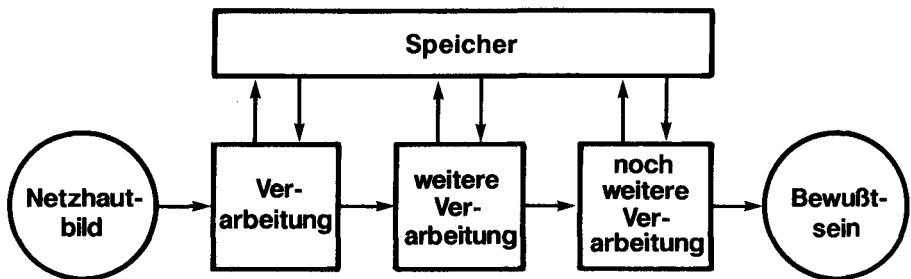 Speicher
Netzhaut-
bild
Ver-
arbeitung
weitere
Ver-
arbeitung
noch
weitere
Ver-
arbeitung
Bewußt-
sein